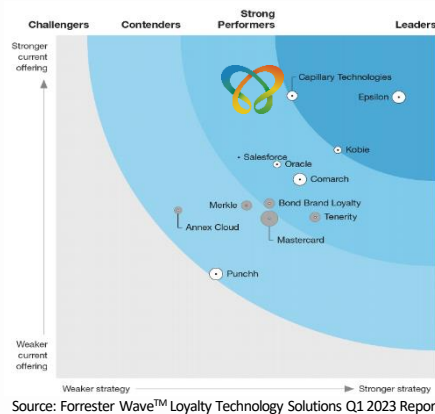 Challengers
Contenders
Strong
Performers
Leaders
Stronger
current
offering
Capillary Technologies
Epsilon
Kobie
Salesforce
Oracle
Comarch
Merkle
Bond Brand Loyalty
Tenerity
Annex Cloud
Mastercard
Punchh
Weaker
current
offering
Weaker strategy
Stronger strategy
Source: Forrester Wave™ Loyalty Technology Solutions Q1 2023 Repor